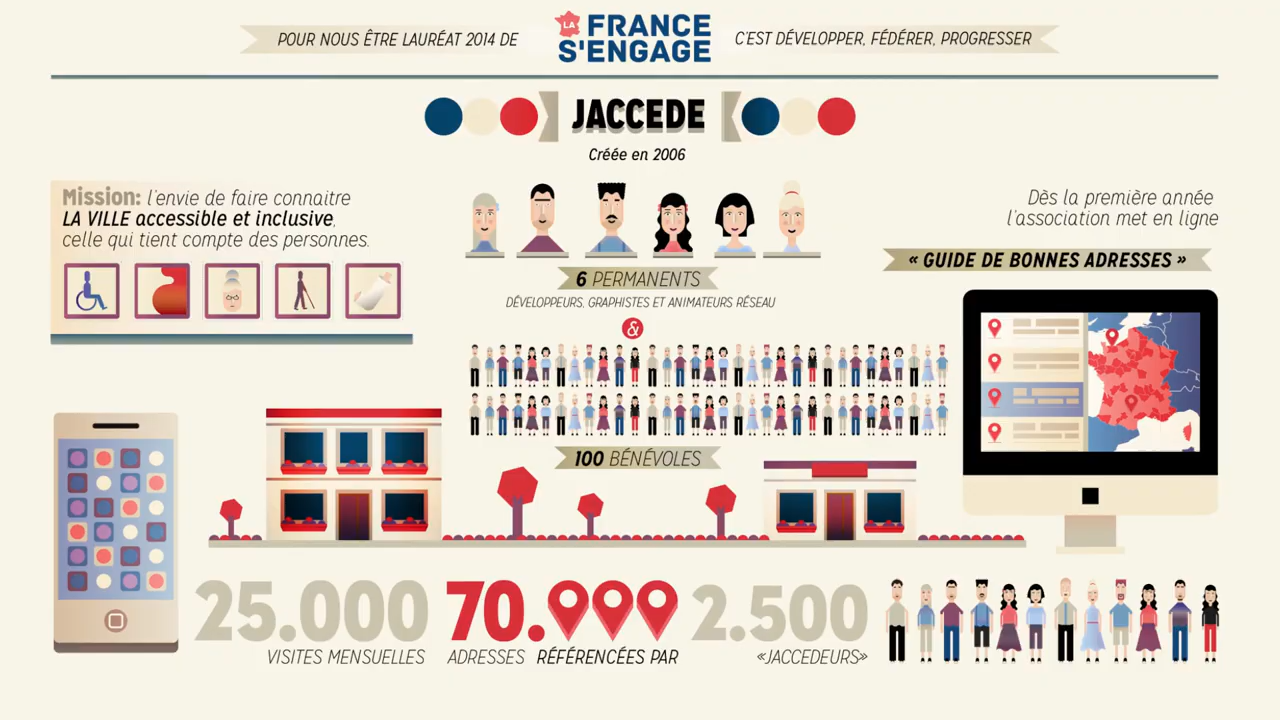 POUR NOUS ÊTRE LAURÉAT 2014 DE
LA FRANCE
S'ENGAGE
C'EST DÉVELOPPER, FÉDÉRER, PROGRESSER
JACCEDE
Créée en 2006
Mission: l'envie de faire connaitre
LA VILLE accessible et inclusive,
celle qui tient compte des personnes.
6 PERMANENTS
DÉVELOPPEURS, GRAPHISTES ET ANIMATEURS RÉSEAU
&
100 BÉNÉVOLES
Dès la première année
l'association met en ligne
« GUIDE DE BONNES ADRESSES »
25.000
VISITES MENSUELLES
70.
ADRESSES RÉFÉRENCÉES PAR
2.500
«JACCEDEURS»